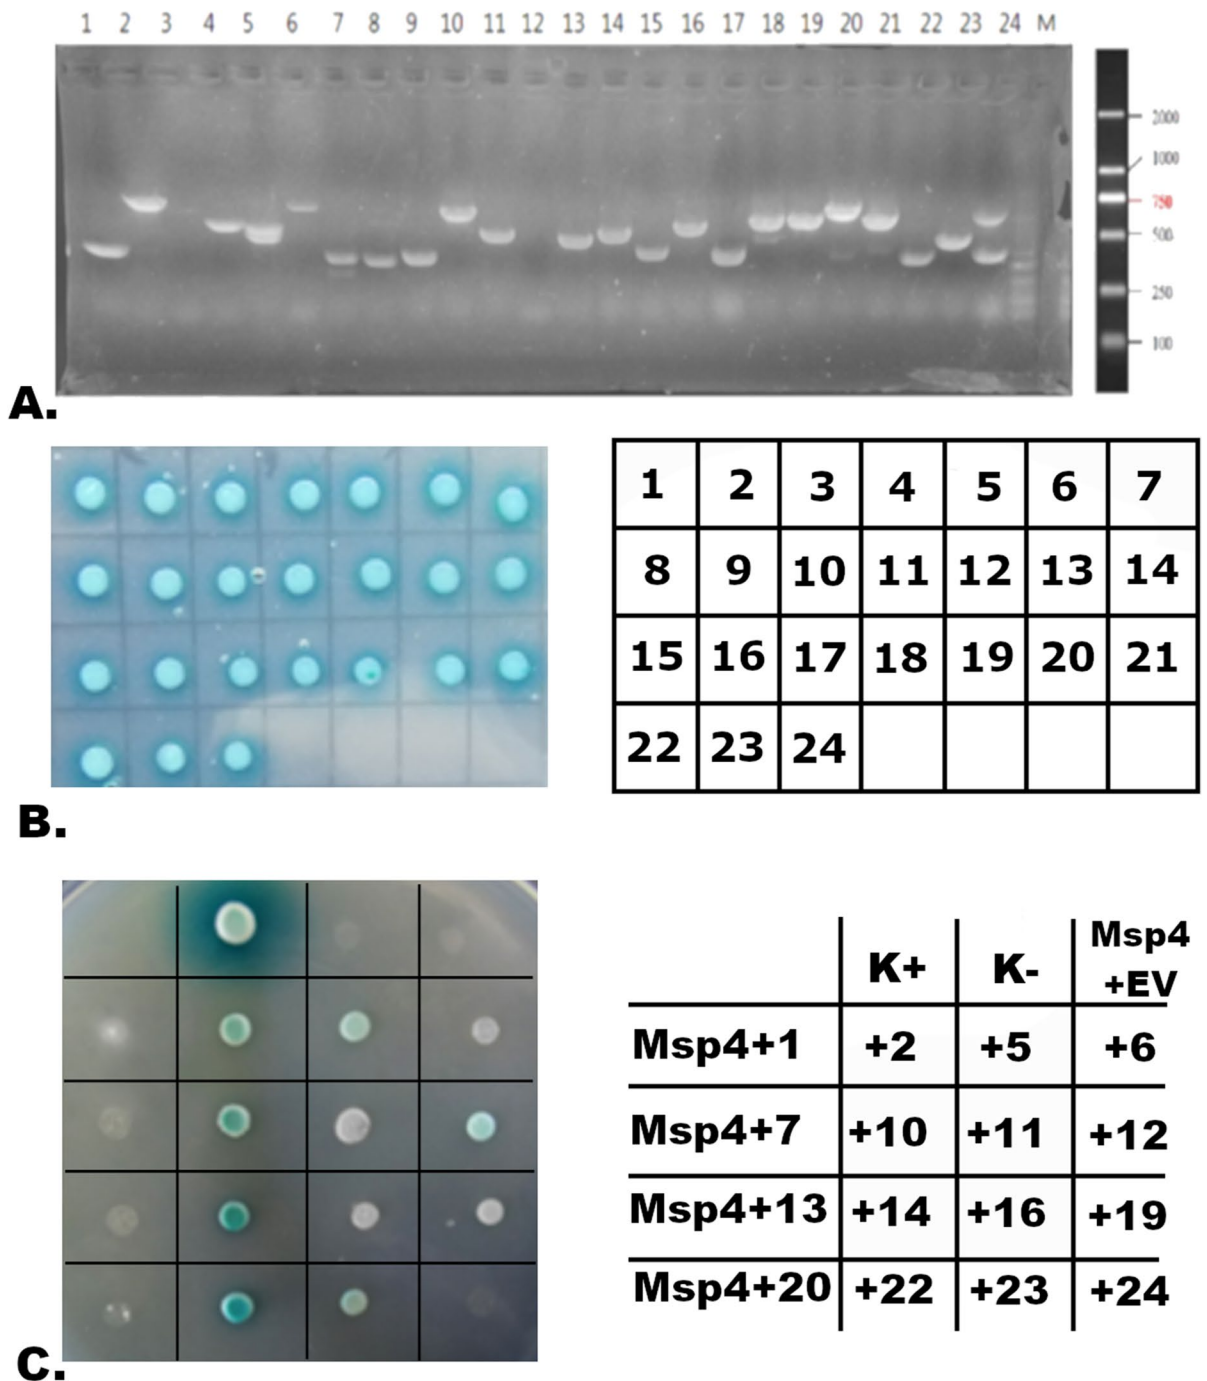 1 2 3 4 5 6 7 8 9 10 11 12 13 14 15 16 17 18 19 20 21 22 23 24 M
2000
1000
750
500
250
100
A.
1 2 3 4 5 6 7
8 9 10 11 12 13 14
15 16 17 18 19 20 21
22 23 24
B.
K+ K- Msp4
+EV
Msp4+1 +2 +5 +6
Msp4+7 +10 +11 +12
Msp4+13 +14 +16 +19
Msp4+20 +22 +23 +24
C.